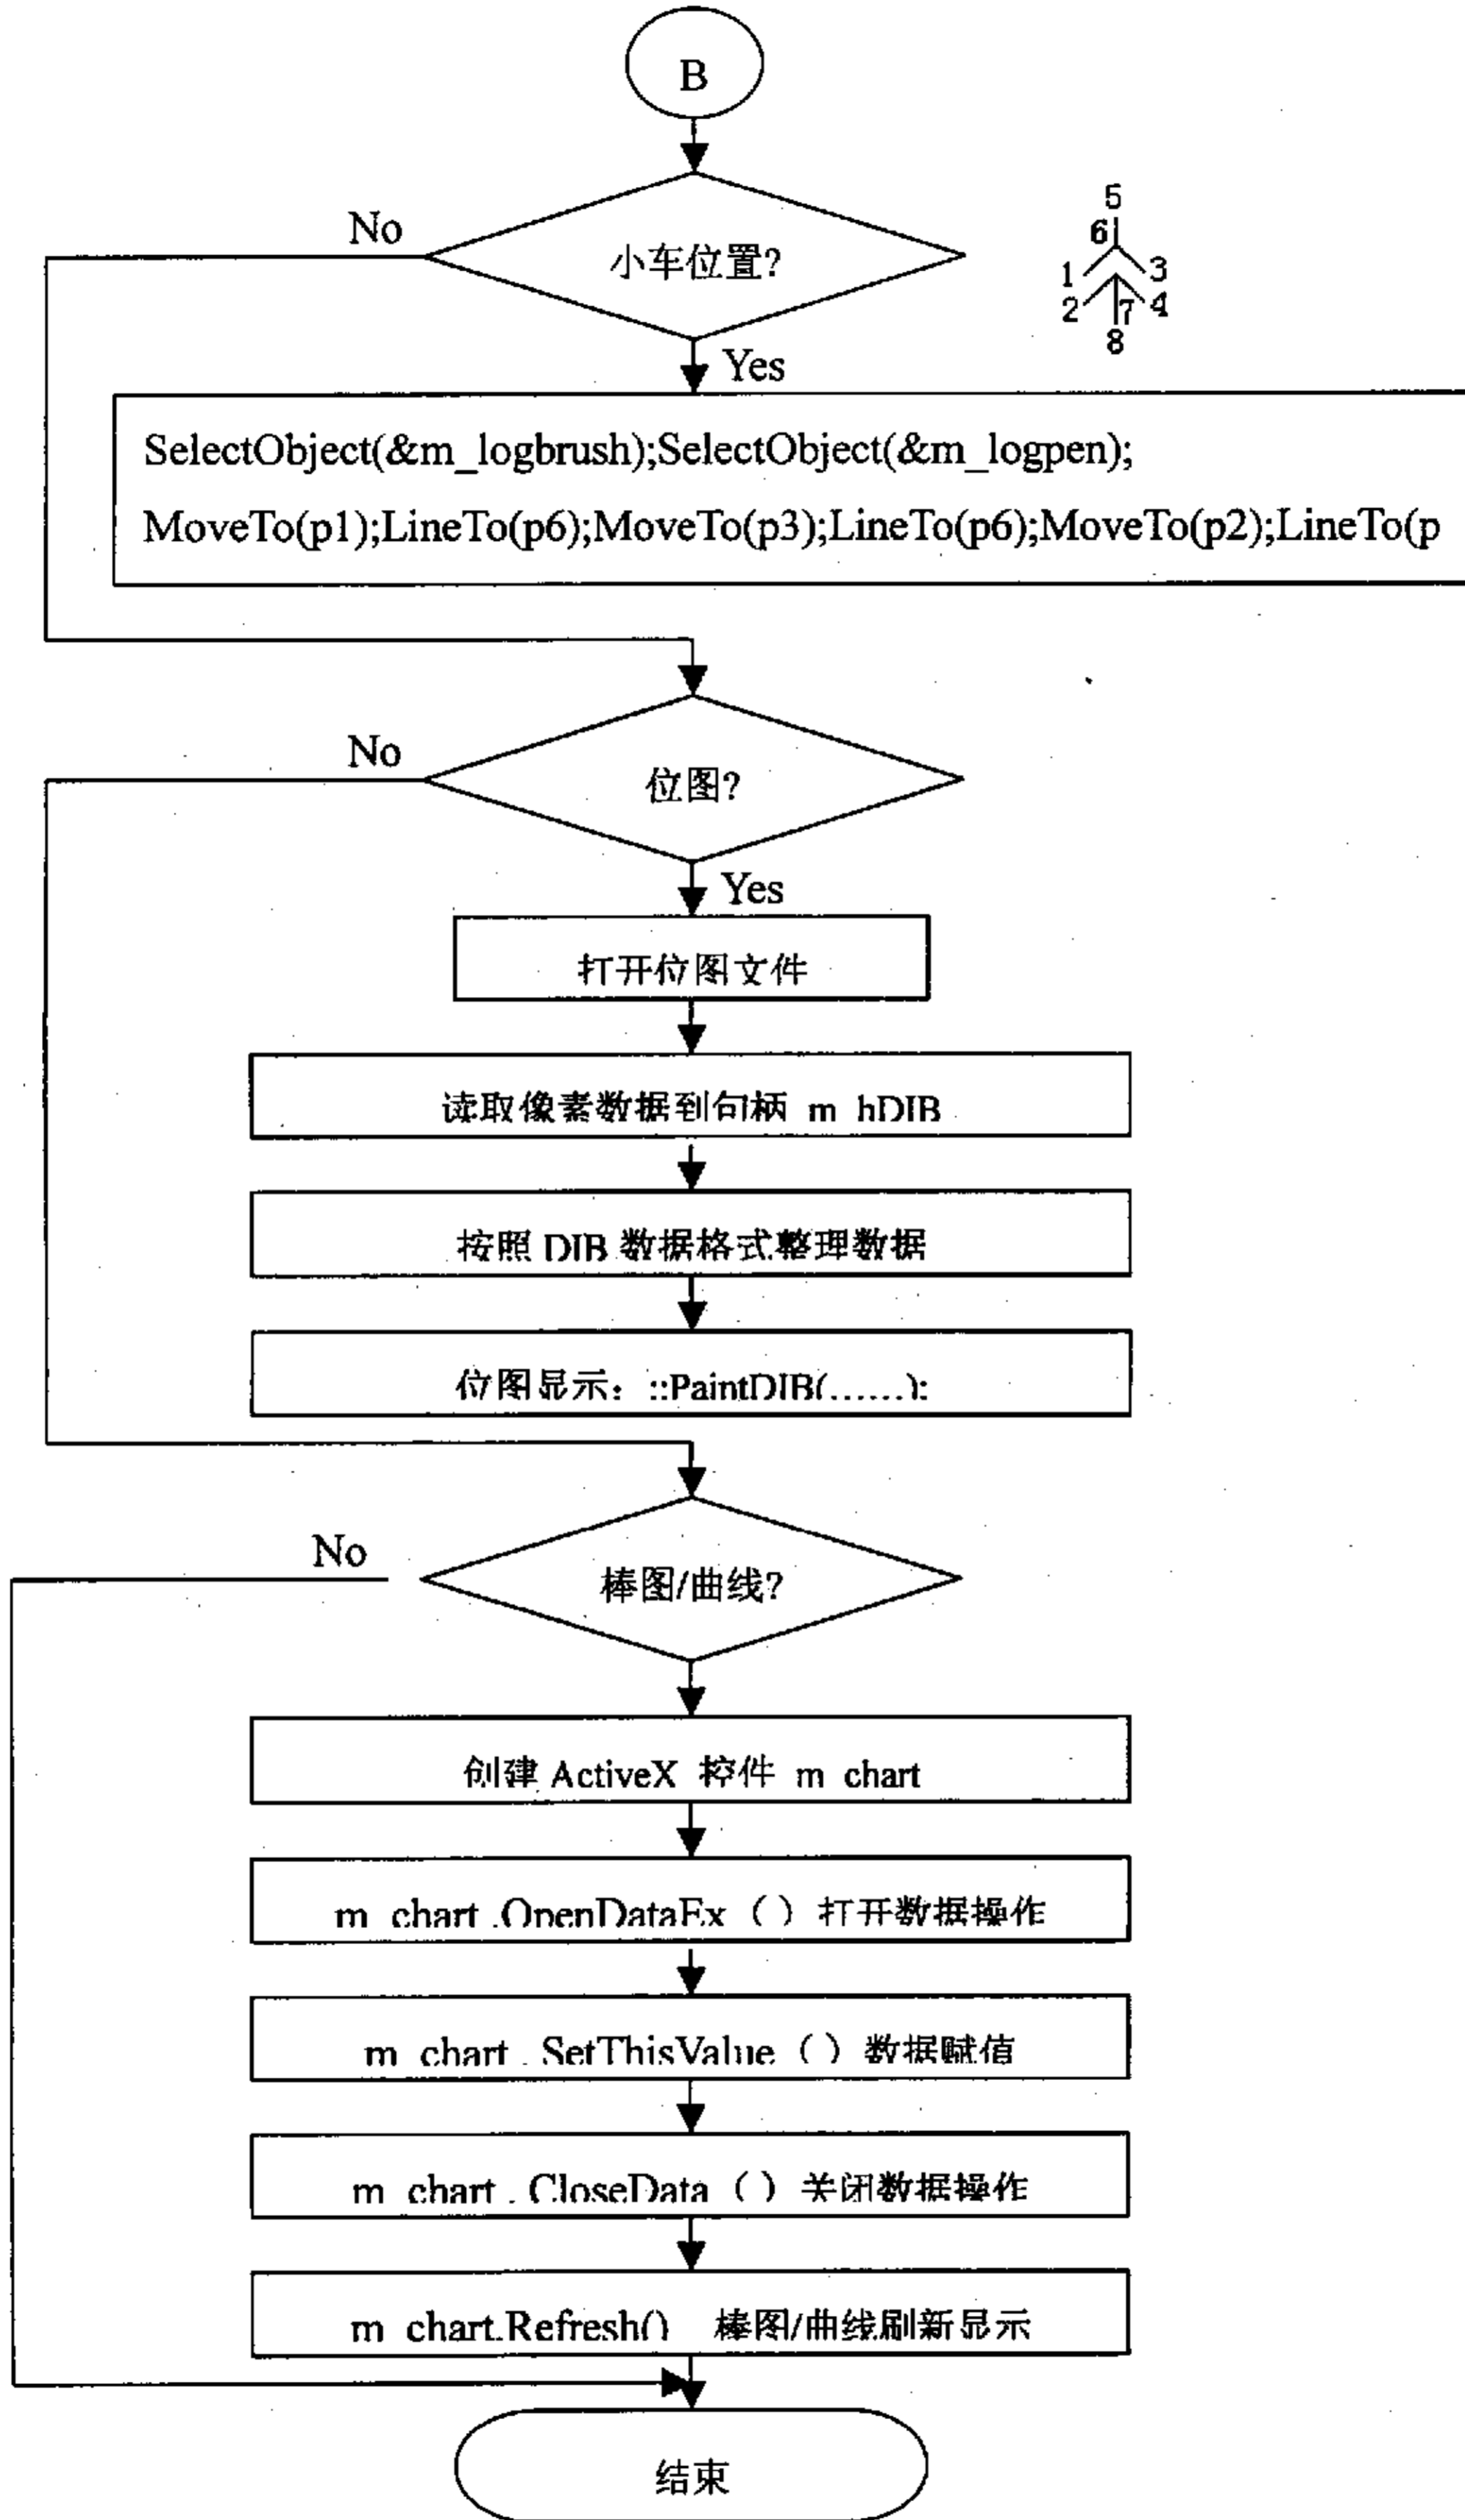 B
No
小车位置?
5
6
1
3
2
7
4
8
Yes
SelectObject(&m_logbrush);SelectObject(&m_logpen);
MoveTo(p1);LineTo(p6);MoveTo(p3);LineTo(p6);MoveTo(p2);LineTo(p
No
位图?
Yes
打开位图文件
读取像素数据到句柄 m hDIB
按照 DIB 数据格式整理数据
位图显示：::PaintDIB(……);
No
棒图/曲线?
创建 ActiveX 控件 m chart
m chart .OpenDataEx （ ）打开数据操作
m chart . SetThisValue （ ）数据赋值
m chart . CloseData （ ）关闭数据操作
m chart.Refresh() 棒图/曲线刷新显示
结束